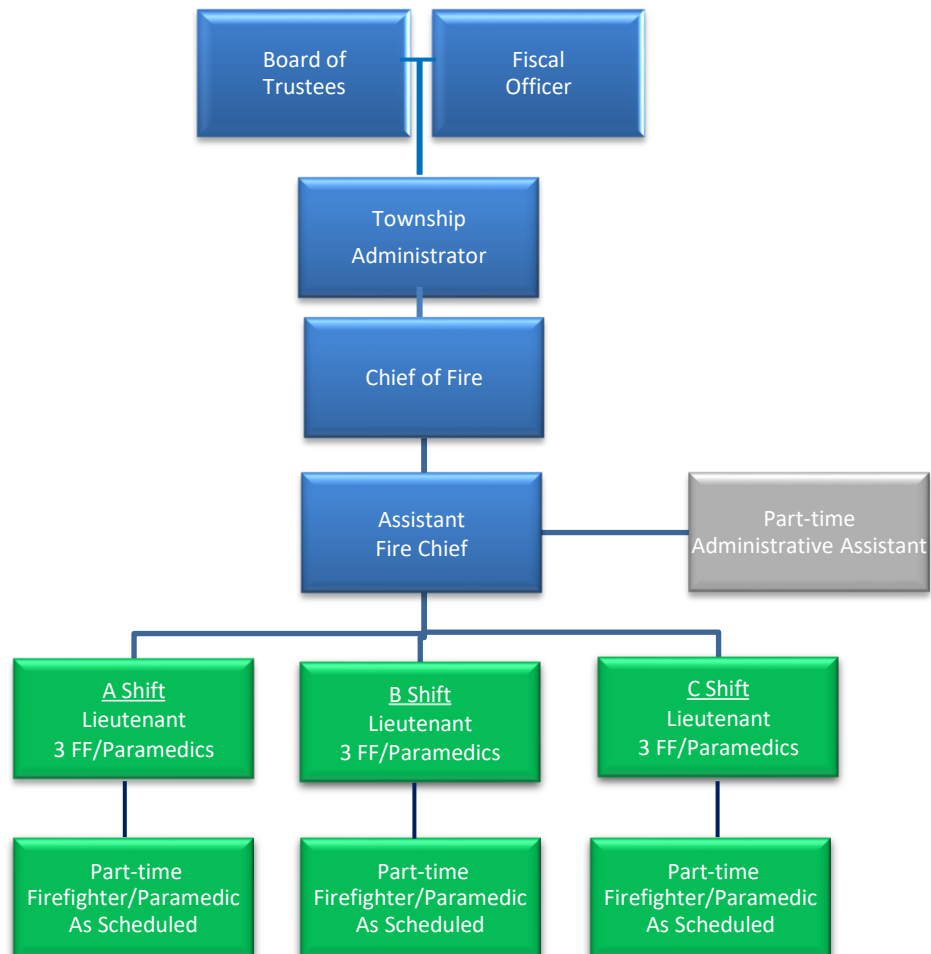 Board of
Trustees
Fiscal
Officer
Township
Administrator
Chief of Fire
Assistant
Fire Chief
Part-time
Administrative Assistant
A Shift
Lieutenant
3 FF/Paramedics
B Shift
Lieutenant
3 FF/Paramedics
C Shift
Lieutenant
3 FF/Paramedics
Part-time
Firefighter/Paramedic
As Scheduled
Part-time
Firefighter/Paramedic
As Scheduled
Part-time
Firefighter/Paramedic
As Scheduled